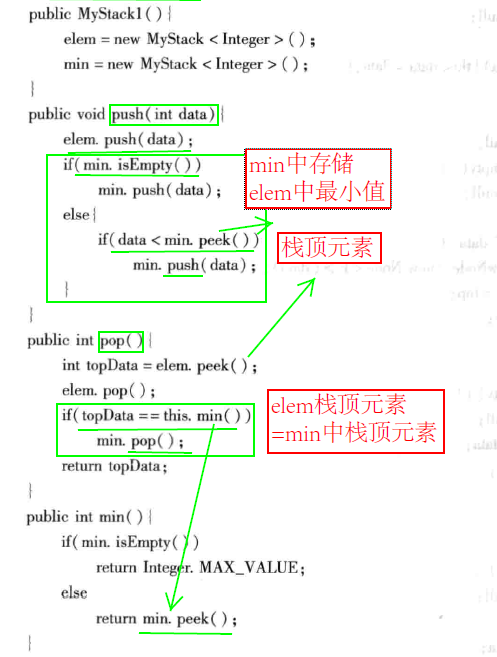 public MyStack1(){
elem = new MyStack < Integer > ();
min = new MyStack < Integer > ();
}
public void push(int data){
elem. push(data);
if(min. isEmpty())
min. push(data);
else{
if(data < min. peek())
min. push(data);
}
}
min中存储
elem中最小值
栈顶元素
public int pop(){
int topData = elem. peek();
elem. pop();
if(topData == this. min())
min. pop();
return topData;
}
elem栈顶元素
=min中栈顶元素
public int min(){
if(min. isEmpty())
return Integer. MAX_VALUE;
else
return min. peek();
}